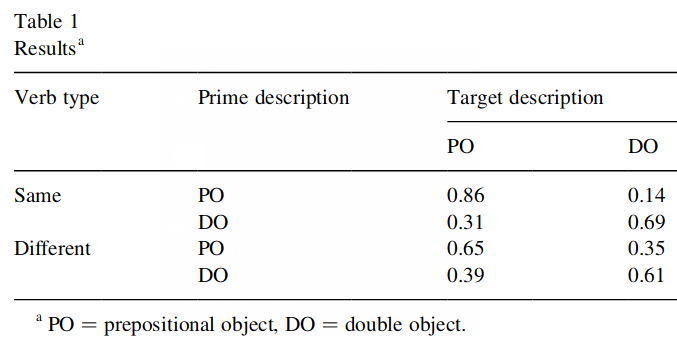 Table 1
Results a
Verb type Prime description Target description
PO DO
Same PO 0.86 0.14
DO 0.31 0.69
Different PO 0.65 0.35
DO 0.39 0.61
a PO = prepositional object, DO = double object.